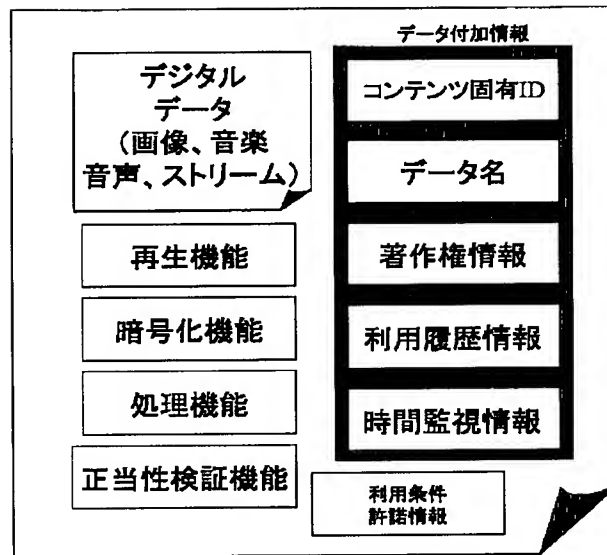 デジタル
データ
(画像、音楽
音声、ストリーム)
再生機能
暗号化機能
処理機能
正当性検証機能
データ付加情報
コンテンツ固有ID
データ名
著作権情報
利用履歴情報
時間監視情報
利用条件
許諾情報